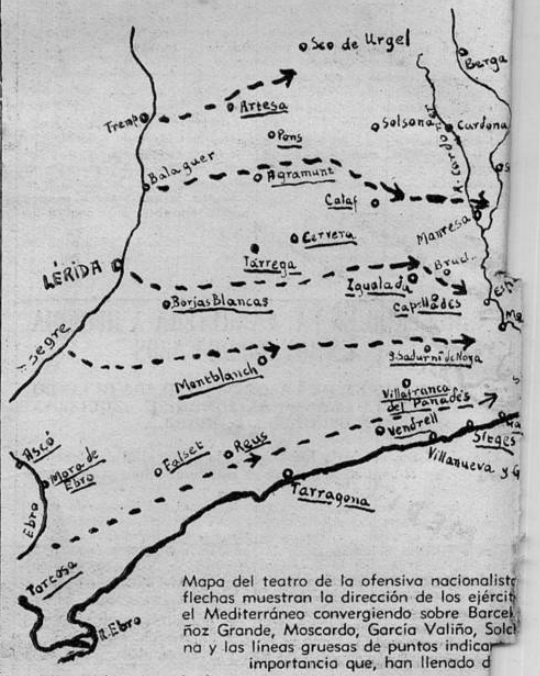 Seo de Urgel
Berga
Artesa
Tremp
Solsona
Cardona
Pons
Balaguer
Agramunt
R. Cardoner
Calaf
Manresa
Cervera
Tárrega
LÉRIDA
Bruch
Igualada
Capellades
Borjas Blancas
Segre
S. Sadurní de Noya
Montblanch
Villafranca
del Panadés
Vendrell
Sitges
Ascó
Falset
Reus
Mora de
Ebro
Villanueva y G
Ebro
Tarragona
Tortosa
R. Ebro
Mapa del teatro de la ofensiva nacionalist
flechas muestran la dirección de los ejércit
el Mediterráneo convergiendo sobre Barcel
ñoz Grande, Moscardo, García Valiño, Solc
na y las líneas gruesas de puntos indicar
importancia que, han llenado d